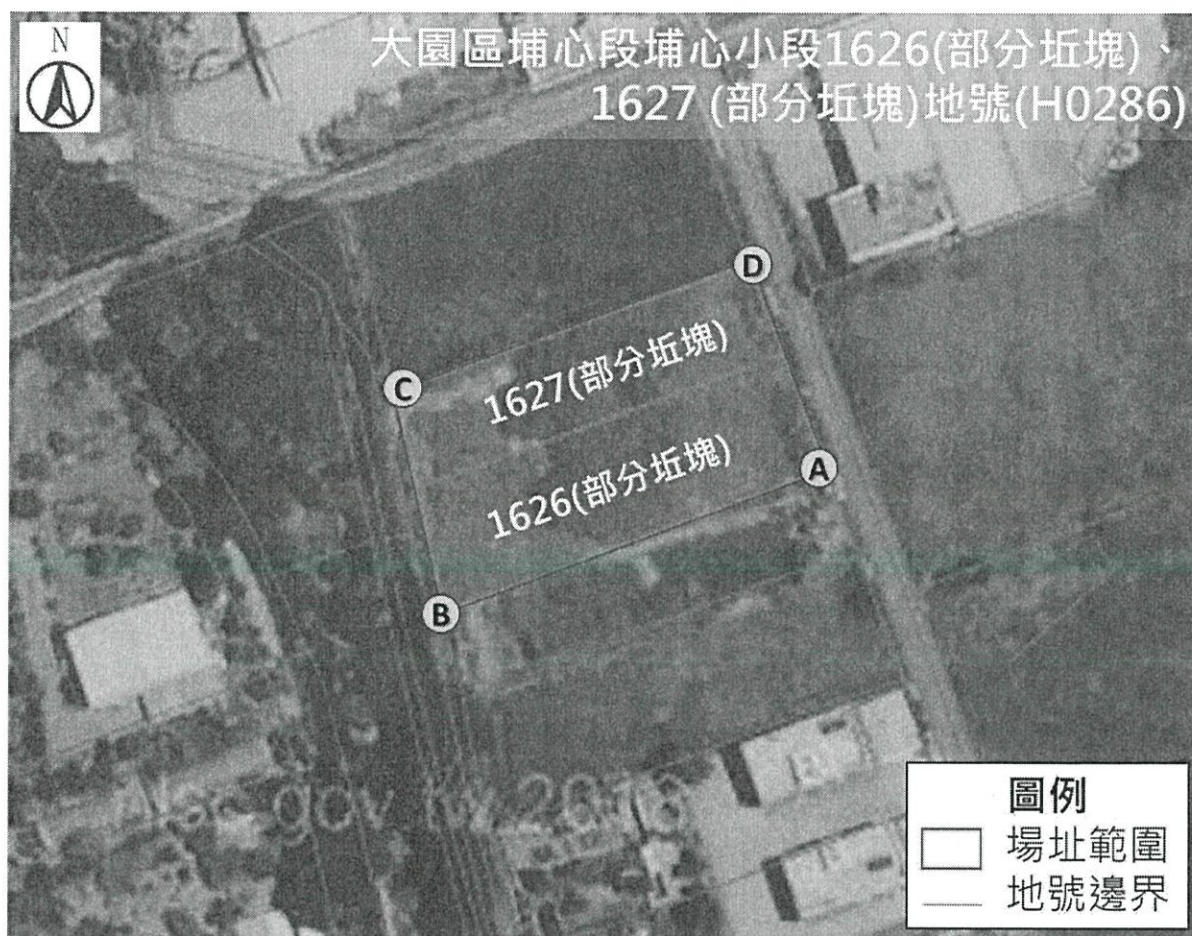 N
大園區埔心段埔心小段1626(部分坵塊)、
1627 (部分坵塊)地號(H0286)
D
1627(部分坵塊)
C
A
1626(部分坵塊)
B
gov.tw
圖例
場址範圍
地號邊界